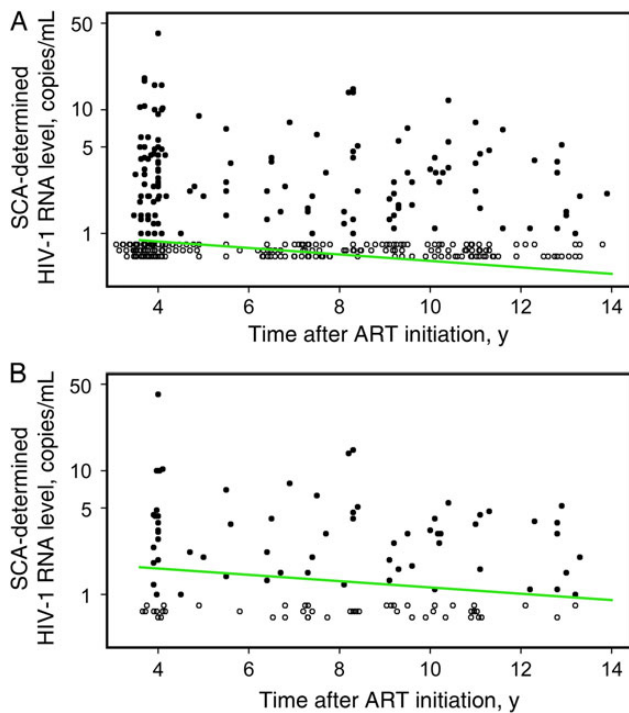 A
SCA-determined
HIV-1 RNA level, copies/mL
50
10
5
1
4 6 8 10 12 14
Time after ART initiation, y
B
SCA-determined
HIV-1 RNA level, copies/mL
50
10
5
1
4 6 8 10 12 14
Time after ART initiation, y